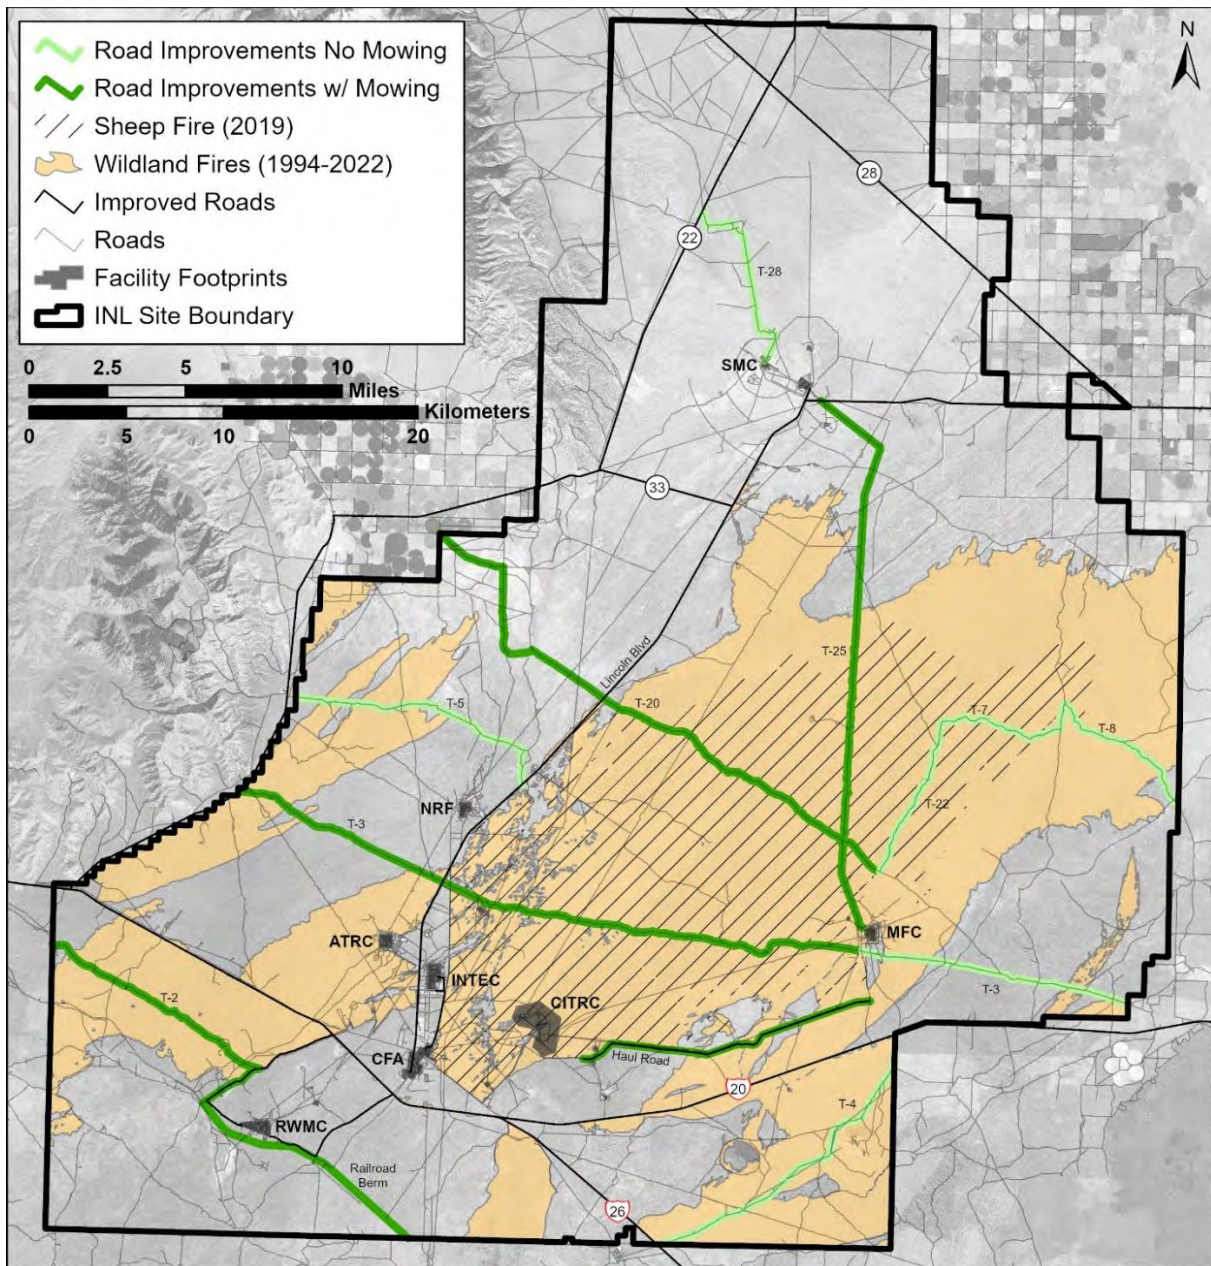 Road Improvements No Mowing
Road Improvements w/ Mowing
Sheep Fire (2019)
Wildland Fires (1994-2022)
Improved Roads
Roads
Facility Footprints
INL Site Boundary
N
0 2.5 5 10
Miles
Kilometers
0 5 10 20
28
22
T-28
SMC
33
Lincoln Blvd
T-25
T-5
T-20
T-7
T-8
NRF
T-22
T-3
ATRC
MFC
INTEC
T-3
T-2
CITRC
CFA
Haul Road
20
T-4
RWMC
Railroad
Berm
26